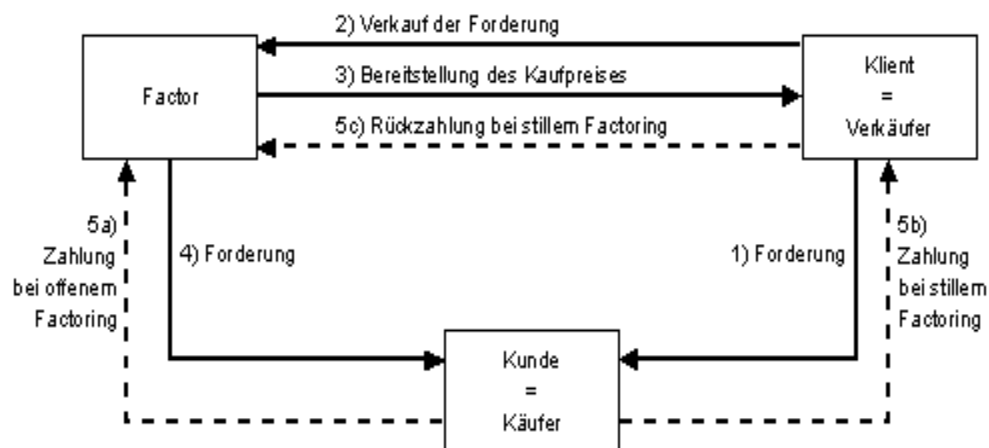 2) Verkauf der Forderung
Factor
3) Bereitstellung des Kaufpreises
Klient
=
Verkäufer
5c) Rückzahlung bei stillem Factoring
5a)
Zahlung
bei offenem
Factoring
4) Forderung
1) Forderung
5b)
Zahlung
bei stillem
Factoring
Kunde
=
Käufer